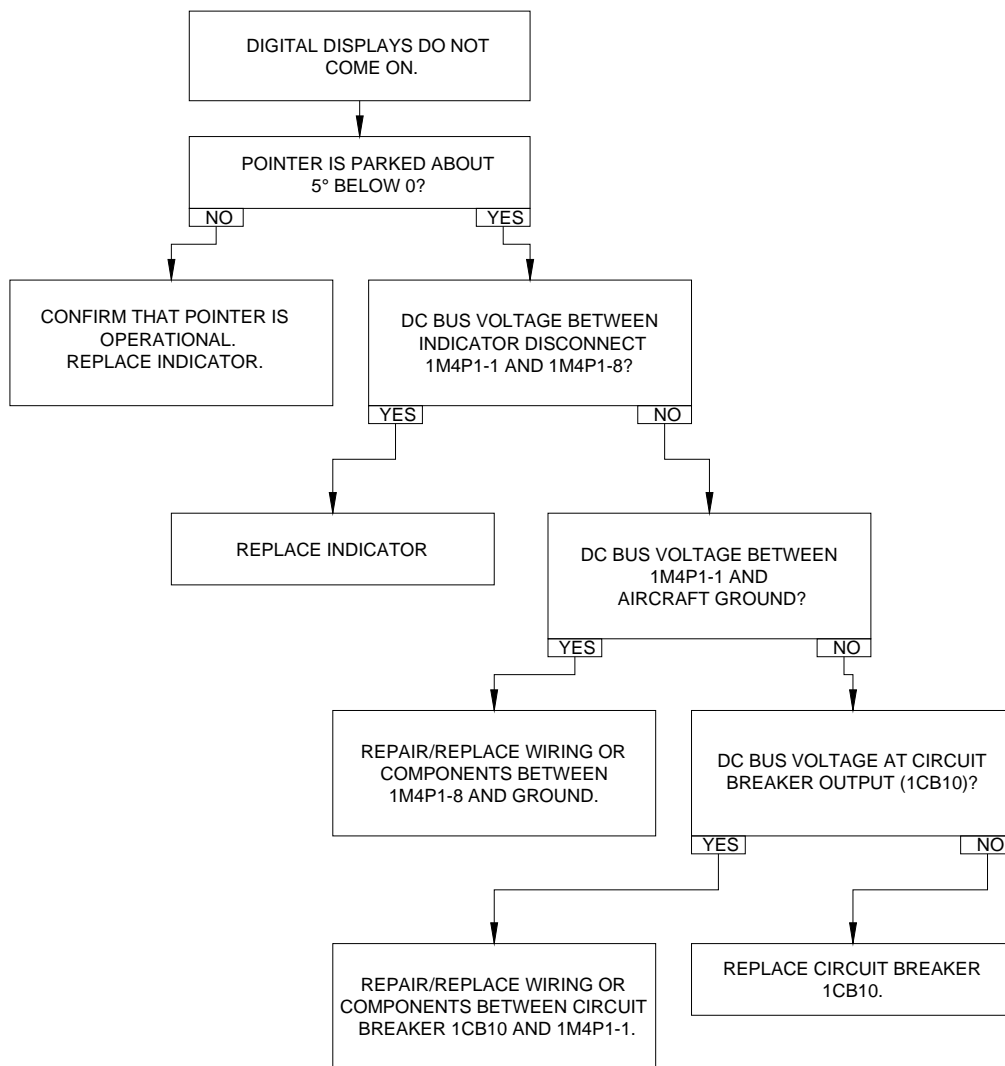 DIGITAL DISPLAYS DO NOT
COME ON.
POINTER IS PARKED ABOUT
5° BELOW 0?
NO
YES
CONFIRM THAT POINTER IS
OPERATIONAL.
REPLACE INDICATOR.
DC BUS VOLTAGE BETWEEN
INDICATOR DISCONNECT
1M4P1-1 AND 1M4P1-8?
YES
NO
REPLACE INDICATOR
DC BUS VOLTAGE BETWEEN
1M4P1-1 AND
AIRCRAFT GROUND?
YES
NO
REPAIR/REPLACE WIRING OR
COMPONENTS BETWEEN
1M4P1-8 AND GROUND.
DC BUS VOLTAGE AT CIRCUIT
BREAKER OUTPUT (1CB10)?
YES
NO
REPAIR/REPLACE WIRING OR
COMPONENTS BETWEEN CIRCUIT
BREAKER 1CB10 AND 1M4P1-1.
REPLACE CIRCUIT BREAKER
1CB10.